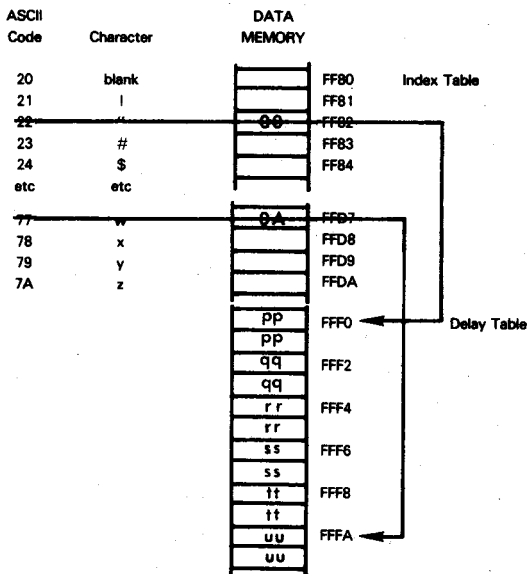 ASCII Code Character DATA MEMORY
20 blank FF80 Index Table
21 ! FF81
22 " 00 FF82
23 # FF83
24 $ FF84
etc etc
77 w 0A FFD7
78 x FFD8
79 y FFD9
7A z FFDA
pp FFF0 Delay Table
pp
qq FFF2
qq
rr FFF4
rr
ss FFF6
ss
tt FFF8
tt
uu FFFA
uu